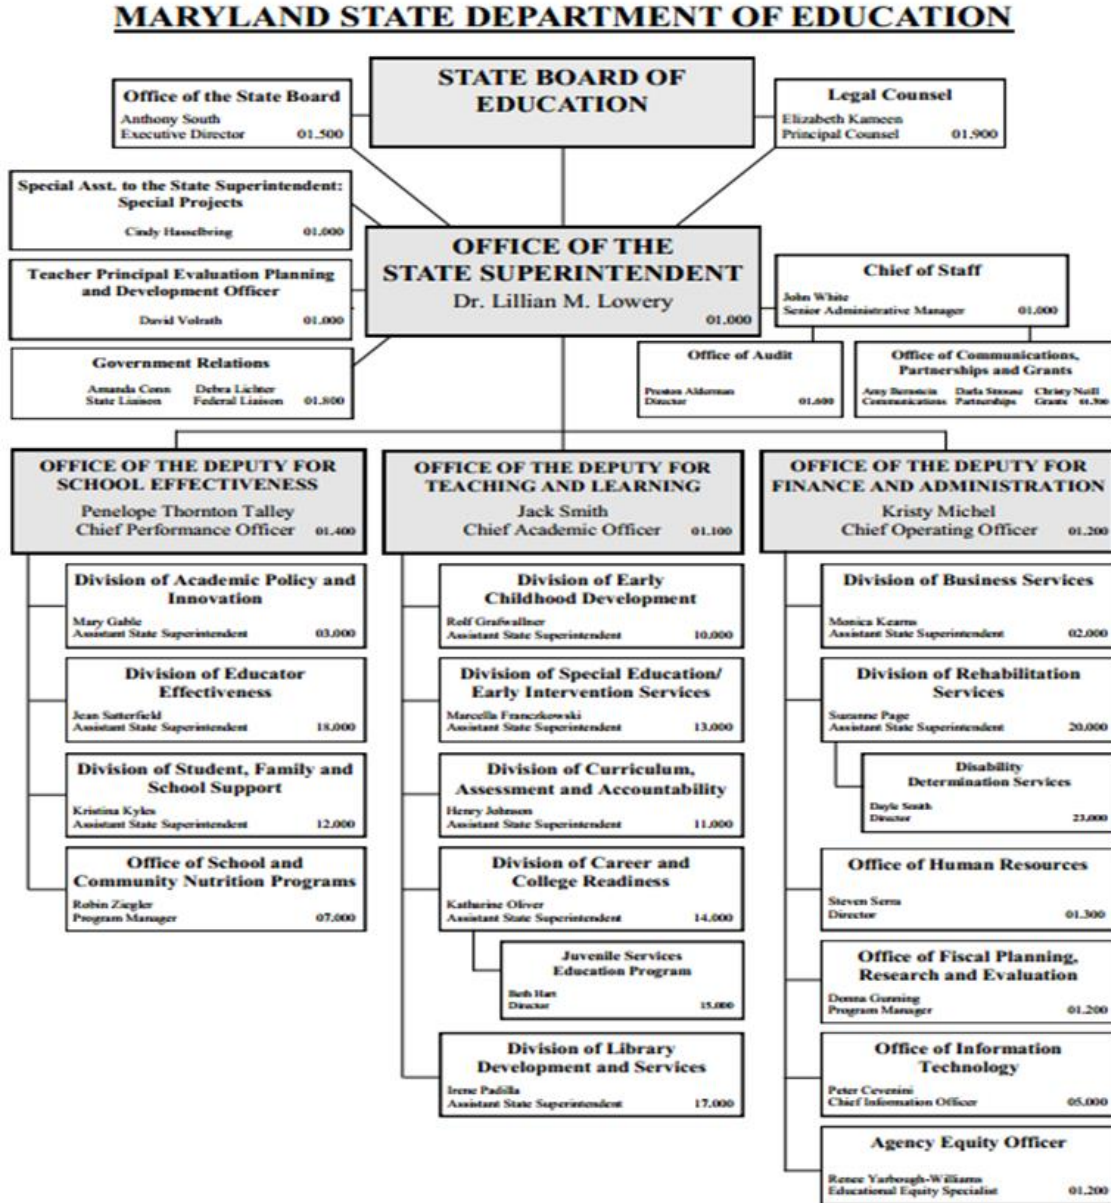 MARYLAND STATE DEPARTMENT OF EDUCATION
STATE BOARD OF
EDUCATION
Office of the State Board
Anthony South
Executive Director 01.500
Legal Counsel
Elizabeth Kameen
Principal Counsel 01.900
Special Asst. to the State Superintendent:
Special Projects
Cindy Hasselbring 01.000
OFFICE OF THE
STATE SUPERINTENDENT
Dr. Lillian M. Lowery
01.000
Teacher Principal Evaluation Planning
and Development Officer
David Volrath 01.000
Chief of Staff
John White
Senior Administrative Manager 01.000
Government Relations
Amanda Conn Debra Lichter
State Liaison Federal Liaison 01.800
Office of Audit
Preston Alderman
Director 01.600
Office of Communications,
Partnerships and Grants
Amy Bernstein Darla Strouse Christy Neill
Communications Partnerships Grants 01.700
OFFICE OF THE DEPUTY FOR
SCHOOL EFFECTIVENESS
Penelope Thornton Talley
Chief Performance Officer 01.400
Division of Academic Policy and
Innovation
Mary Gable
Assistant State Superintendent 03.000
Division of Educator
Effectiveness
Jean Satterfield
Assistant State Superintendent 18.000
Division of Student, Family and
School Support
Kristina Kyles
Assistant State Superintendent 12.000
Office of School and
Community Nutrition Programs
Robin Ziegler
Program Manager 07.000
OFFICE OF THE DEPUTY FOR
TEACHING AND LEARNING
Jack Smith
Chief Academic Officer 01.100
Division of Early
Childhood Development
Rolf Grafwallner
Assistant State Superintendent 10.000
Division of Special Education/
Early Intervention Services
Marcella Franczkowski
Assistant State Superintendent 13.000
Division of Curriculum,
Assessment and Accountability
Henry Johnson
Assistant State Superintendent 11.000
Division of Career and
College Readiness
Katharine Oliver
Assistant State Superintendent 14.000
Juvenile Services
Education Program
Beth Hart
Director 15.000
Division of Library
Development and Services
Irene Padilla
Assistant State Superintendent 17.000
OFFICE OF THE DEPUTY FOR
FINANCE AND ADMINISTRATION
Kristy Michel
Chief Operating Officer 01.200
Division of Business Services
Monica Kearns
Assistant State Superintendent 02.000
Division of Rehabilitation
Services
Suzanne Page
Assistant State Superintendent 20.000
Disability
Determination Services
Dayle Smith
Director 23.000
Office of Human Resources
Steven Serra
Director 01.300
Office of Fiscal Planning,
Research and Evaluation
Donna Gunning
Program Manager 01.200
Office of Information
Technology
Peter Cevenini
Chief Information Officer 05.000
Agency Equity Officer
Renee Yarbough-Williams
Educational Equity Specialist 01.200